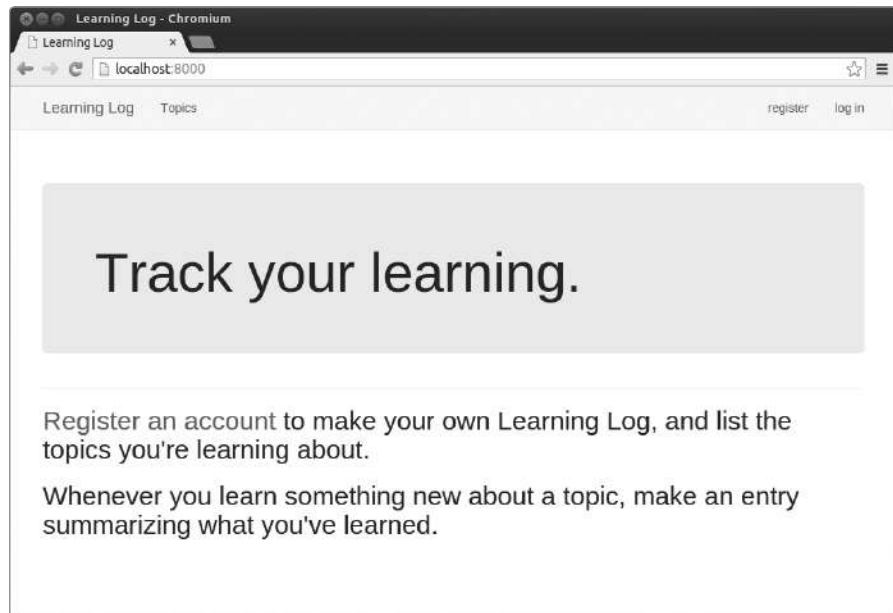 Learning Log - Chromium
Learning Log ×
localhost:8000
Learning Log Topics register log in
Track your learning.
Register an account to make your own Learning Log, and list the
topics you're learning about.
Whenever you learn something new about a topic, make an entry
summarizing what you've learned.